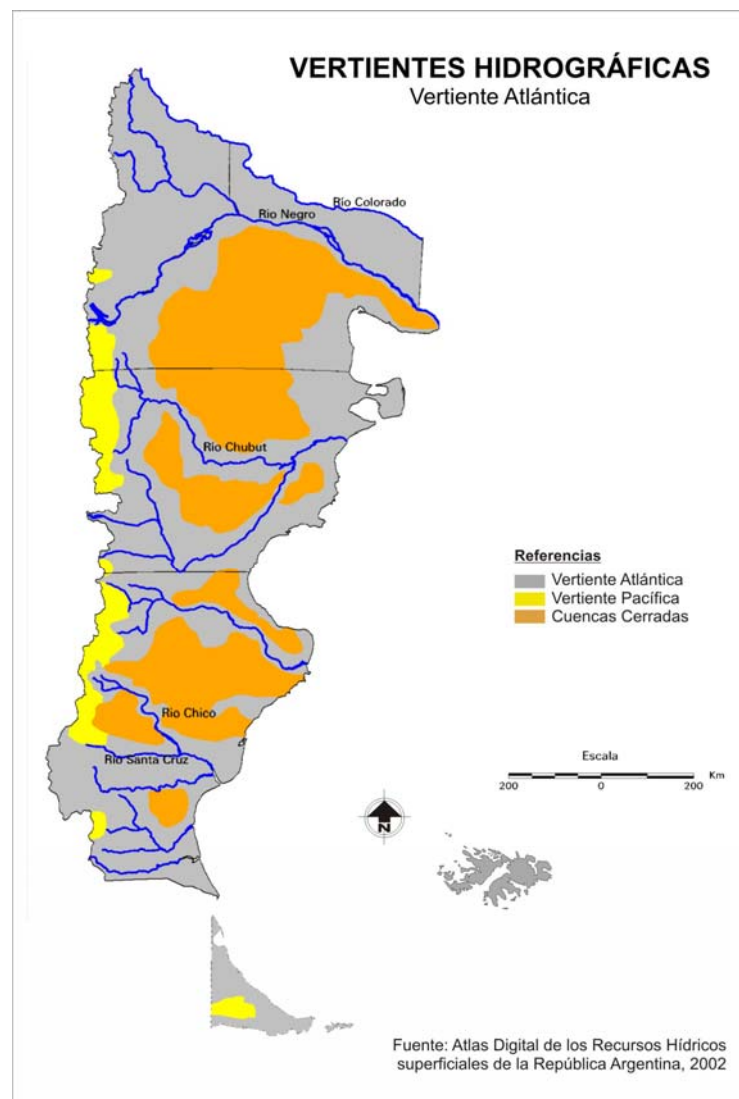 VERTIENTES HIDROGRÁFICAS
Vertiente Atlántica
Río Colorado
Rio Negro
Río Chubut
Referencias
Vertiente Atlántica
Vertiente Pacífica
Cuencas Cerradas
Rio Chico
Río Santa Cruz
Escala
200 0 200 Km
N
Fuente: Atlas Digital de los Recursos Hídricos
superficiales de la República Argentina, 2002